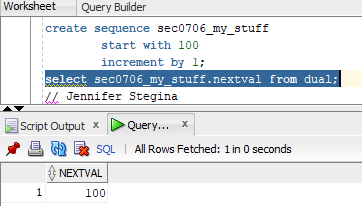 Worksheet Query Builder
create sequence sec0706_my_stuff
start with 100
increment by 1;
select sec0706_my_stuff.nextval from dual;
// Jennifer Stegina
Script Output x Query... x
SQL | All Rows Fetched: 1 in 0 seconds
NEXTVAL
1 100